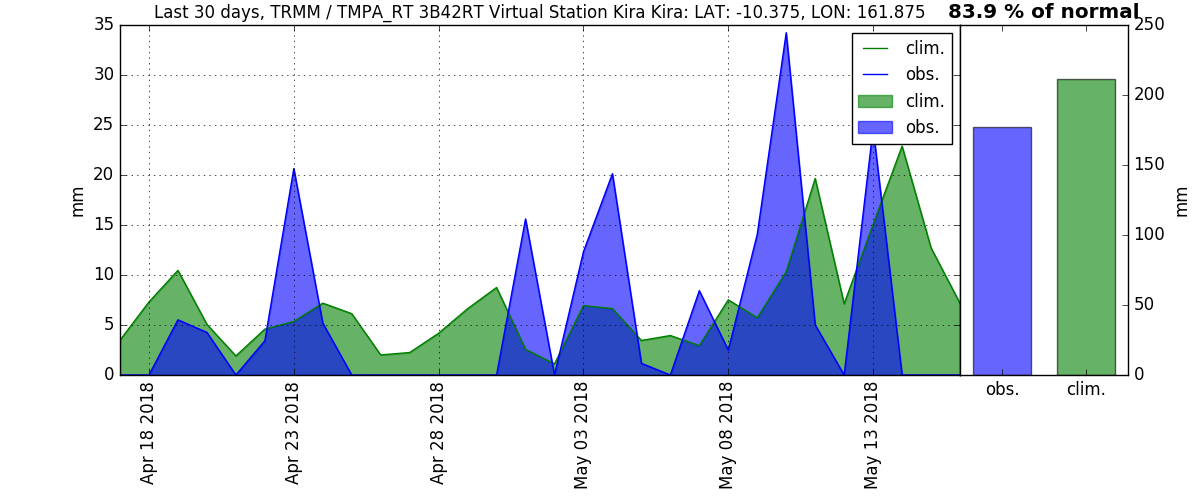 Last 30 days, TRMM / TMPA_RT 3B42RT Virtual Station Kira Kira: LAT: -10.375, LON: 161.875
83.9 % of normal
35
30
25
20
15
10
5
0
mm
clim.
obs.
clim.
obs.
Apr 18 2018
Apr 23 2018
Apr 28 2018
May 03 2018
May 08 2018
May 13 2018
250
200
150
100
50
0
mm
obs.
clim.